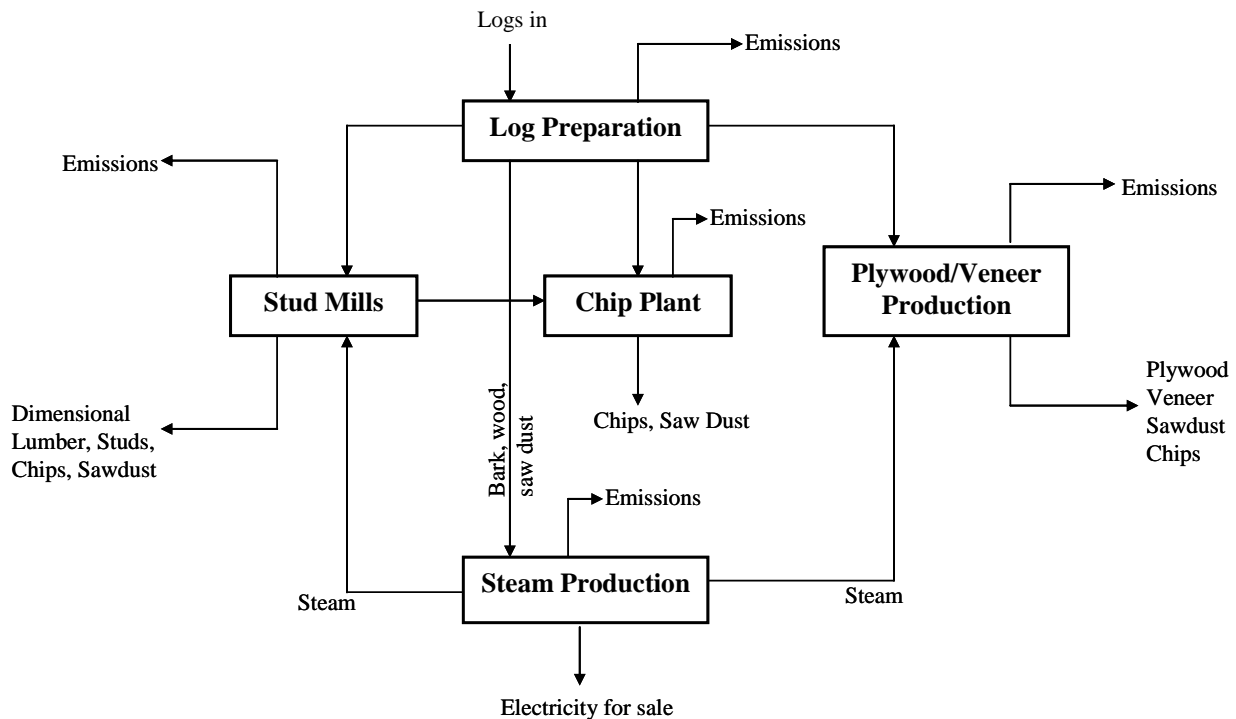 Logs in
Emissions
Log Preparation
Emissions
Emissions
Emissions
Stud Mills
Chip Plant
Plywood/Veneer
Production
Dimensional
Lumber, Studs,
Chips, Sawdust
Bark, wood,
saw dust
Chips, Saw Dust
Plywood
Veneer
Sawdust
Chips
Emissions
Steam Production
Steam
Steam
Electricity for sale